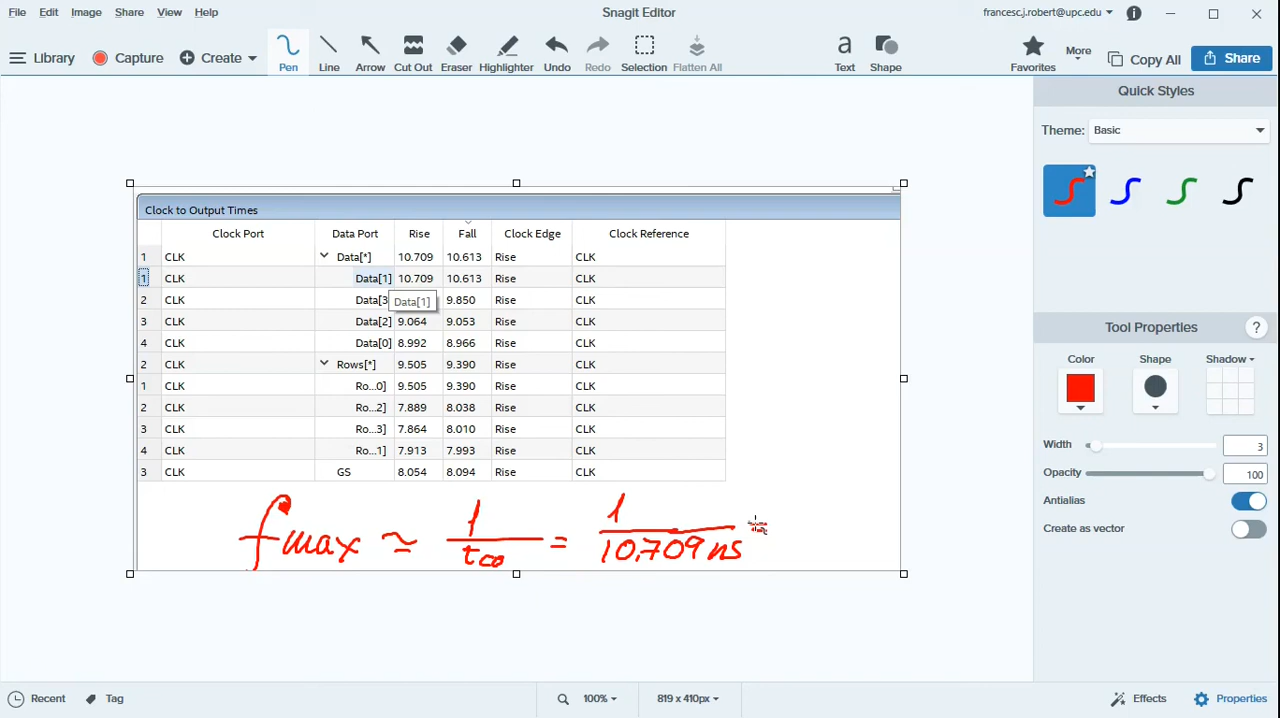 File Edit Image Share View Help
Snagit Editor
francesc.j.robert@upc.edu
Library Capture Create
Pen Line Arrow Cut Out Eraser Highlighter Undo Redo Selection Flatten All Text Shape Favorites More Copy All Share
Quick Styles
Theme: Basic
Clock to Output Times
Clock Port Data Port Rise Fall Clock Edge Clock Reference
1 CLK Data[*] 10.709 10.613 Rise CLK
1 CLK Data[1] 10.709 10.613 Rise CLK
2 CLK Data[3 9.850 Rise CLK
Data[1]
3 CLK Data[2] 9.064 9.053 Rise CLK
4 CLK Data[0] 8.992 8.966 Rise CLK
2 CLK Rows[*] 9.505 9.390 Rise CLK
1 CLK Ro...0] 9.505 9.390 Rise CLK
2 CLK Ro...2] 7.889 8.038 Rise CLK
3 CLK Ro...3] 7.864 8.010 Rise CLK
4 CLK Ro...1] 7.913 7.993 Rise CLK
3 CLK GS 8.054 8.094 Rise CLK
fmax ≃ 1/tco = 1/10,709 ns
Tool Properties ?
Color Shape Shadow
Width 3
Opacity 100
Antialias
Create as vector
Recent Tag
100% 819 x 410px
Effects Properties